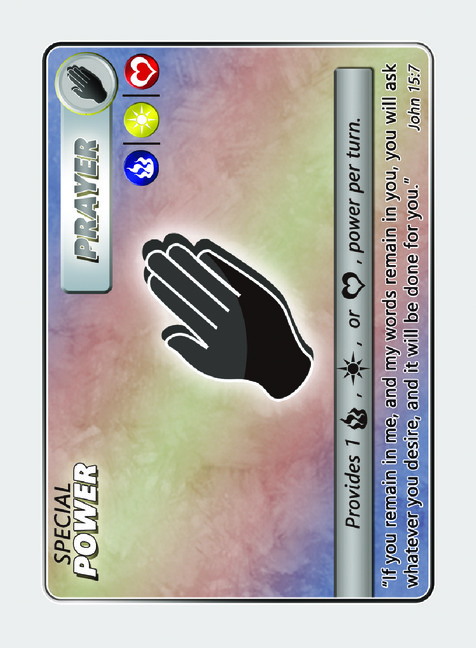 SPECIAL
POWER
PRAYER
Provides 1 , , or , power per turn.
“If you remain in me, and my words remain in you, you will ask
whatever you desire, and it will be done for you.”
John 15:7